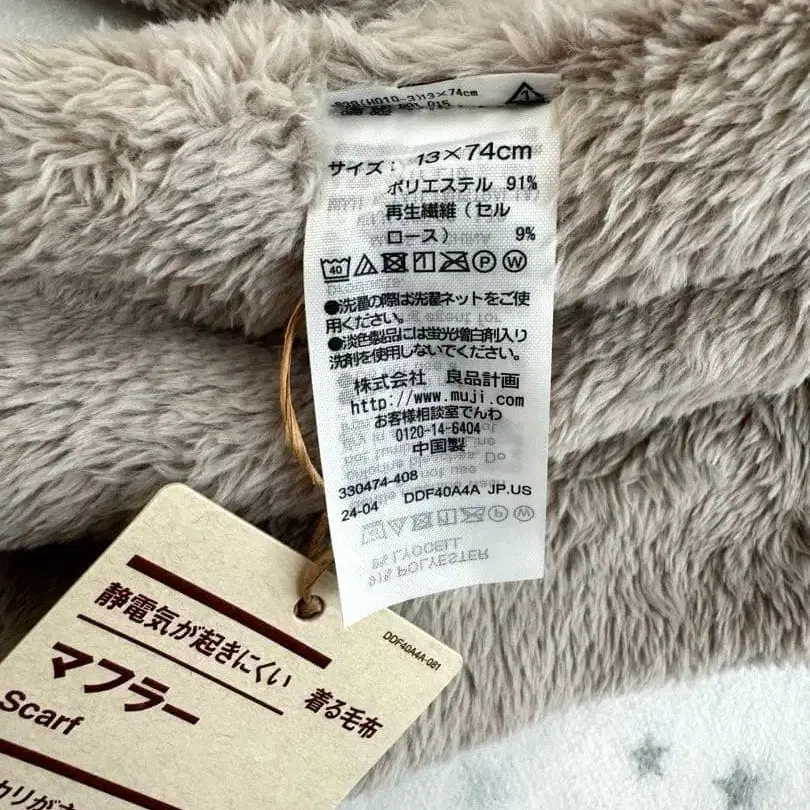 サイズ： 13×74cm
ポリエステル 91%
再生繊維（セル
ロース） 9%
40
●洗濯の際は洗濯ネットをご使
用ください。
●淡色製品には蛍光増白剤入り
洗剤を使用しないでください。
株式会社 良品計画
http://www.muji.com
お客様相談室でんわ
0120-14-6404
中国製
330474-408
24-04 DDF40A4A JP.US
8% LYOCELL
91% POLYESTER
DDF40A4A-081
静電気が起きにくい 着る毛布
マフラー
Scarf